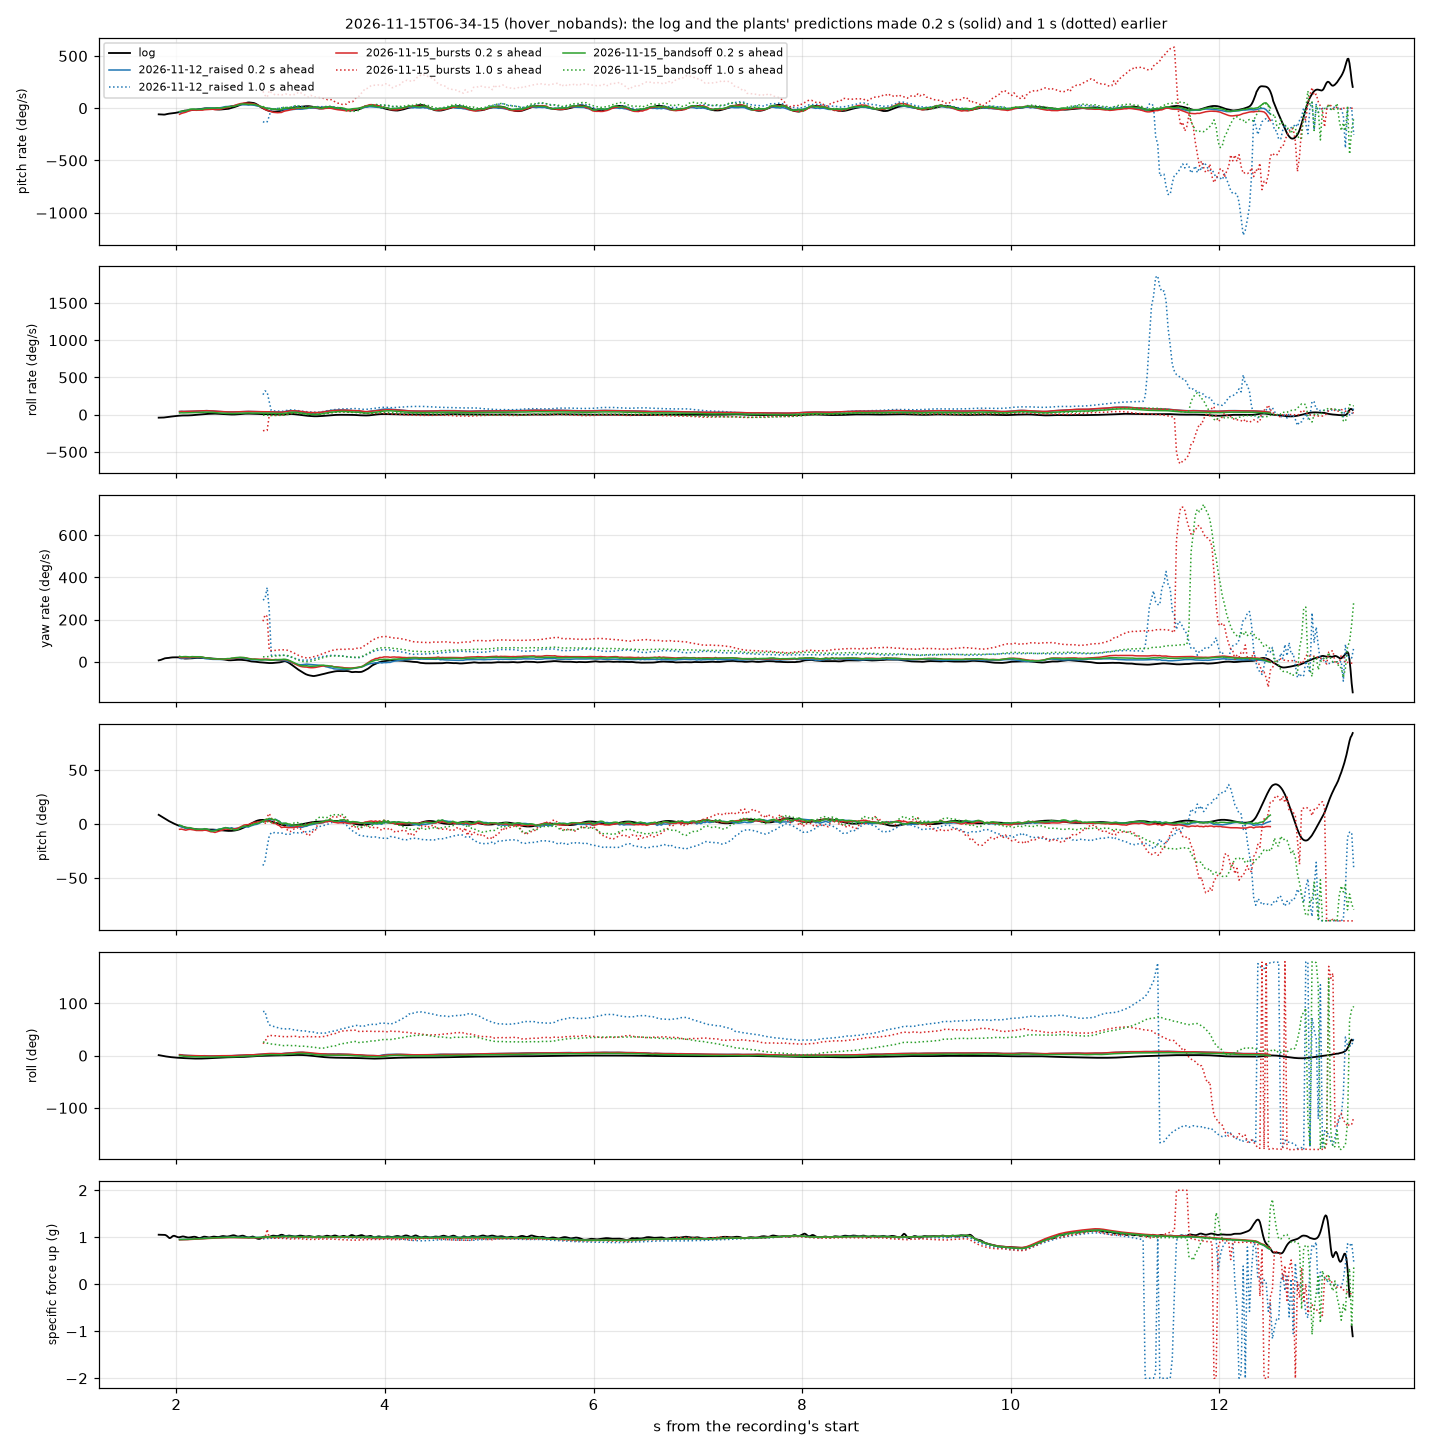 2026-11-15T06-34-15 (hover_nobands): the log and the plants' predictions made 0.2 s (solid) and 1 s (dotted) earlier
log
2026-11-12_raised 0.2 s ahead
2026-11-12_raised 1.0 s ahead
2026-11-15_bursts 0.2 s ahead
2026-11-15_bursts 1.0 s ahead
2026-11-15_bandsoff 0.2 s ahead
2026-11-15_bandsoff 1.0 s ahead
pitch rate (deg/s)
500
0
−500
−1000
roll rate (deg/s)
1500
1000
500
0
−500
yaw rate (deg/s)
600
400
200
0
pitch (deg)
50
0
−50
roll (deg)
100
0
−100
specific force up (g)
2
1
0
−1
−2
2 4 6 8 10 12
s from the recording's start